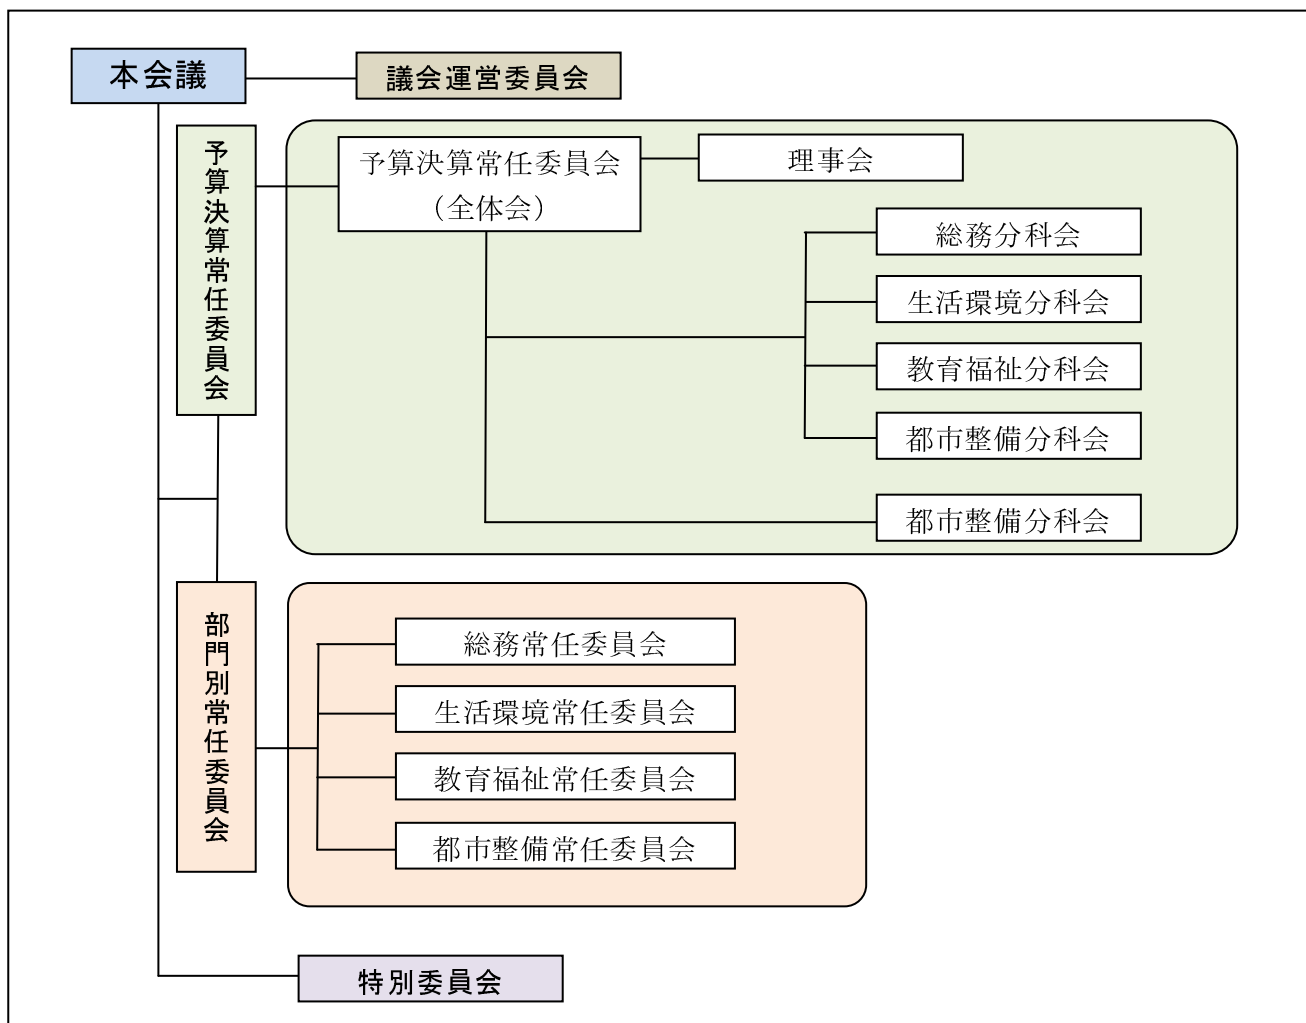 本会議
議会運営委員会
予算決算常任委員会
予算決算常任委員会
（全体会）
理事会
総務分科会
生活環境分科会
教育福祉分科会
都市整備分科会
都市整備分科会
部門別常任委員会
総務常任委員会
生活環境常任委員会
教育福祉常任委員会
都市整備常任委員会
特別委員会